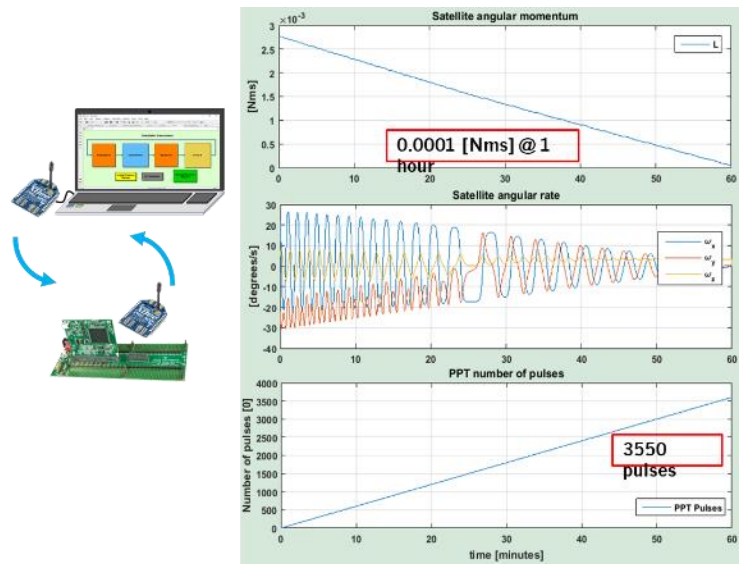 Satellite angular momentum
×10⁻³
3
2.5
2
1.5
1
0.5
0
[Nms]
L
0.0001 [Nms] @ 1
hour
0 10 20 30 40 50 60
Satellite angular rate
30
20
10
0
-10
-20
-30
-40
[degrees/s]
ωx
ωy
ωz
0 10 20 30 40 50 60
PPT number of pulses
4000
3500
3000
2500
2000
1500
1000
500
0
Number of pulses [0]
3550
pulses
PPT Pulses
0 10 20 30 40 50 60
time [minutes]